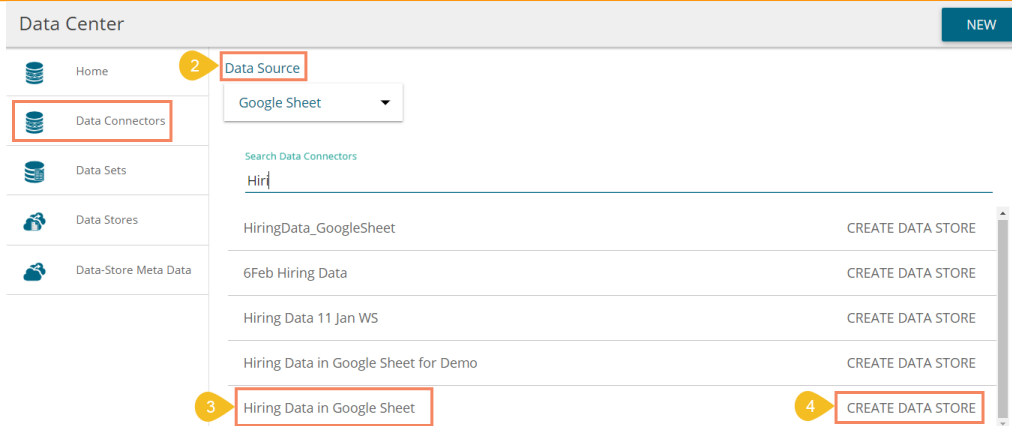 Data Center
NEW
Home
Data Connectors
Data Sets
Data Stores
Data-Store Meta Data
2
Data Source
Google Sheet
Search Data Connectors
Hiri
HiringData_GoogleSheet CREATE DATA STORE
6Feb Hiring Data CREATE DATA STORE
Hiring Data 11 Jan WS CREATE DATA STORE
Hiring Data in Google Sheet for Demo CREATE DATA STORE
3 Hiring Data in Google Sheet 4 CREATE DATA STORE